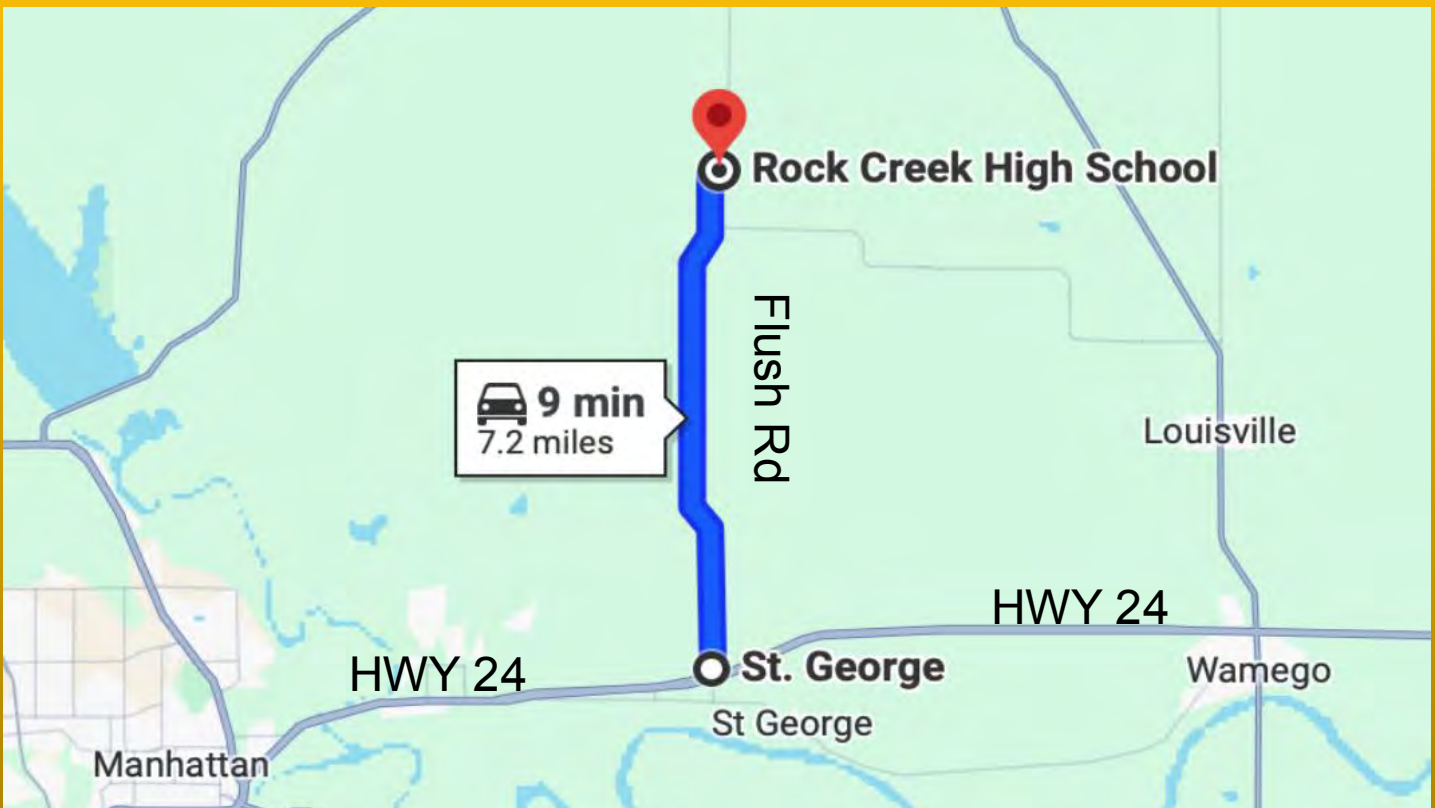 Rock Creek High School
Flush Rd
9 min
7.2 miles
Louisville
HWY 24
HWY 24
St. George
Wamego
St George
Manhattan